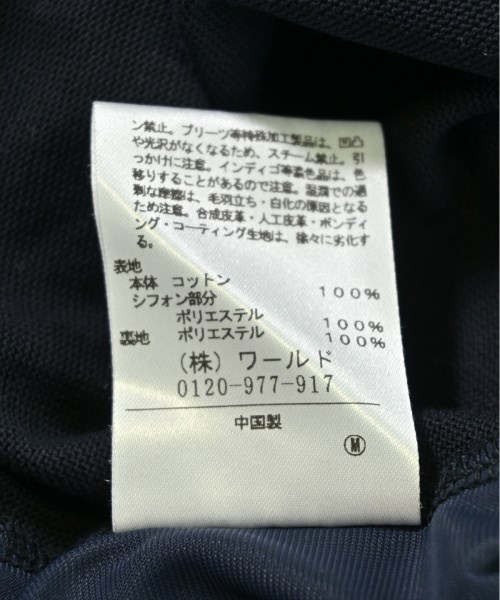 ン禁止。プリーツ等特殊加工製品は、凹凸
や光沢がなくなるため、スチーム禁止。引
っかけに注意。インディゴ等濃色品は、色
移りすることがあるので注意。湿潤での過
剰な摩擦は、毛羽立ち・白化の原因となる
ため注意。合成皮革・人工皮革・ボンディ
ング・コーティング生地は、徐々に劣化す
る。
表地
本体 コットン 100%
シフォン部分
ポリエステル 100%
裏地 ポリエステル 100%
(株)ワールド
0120-977-917
中国製
M